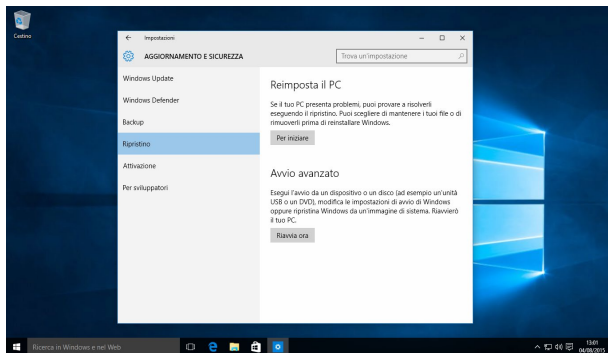 Cestino
Impostazioni
AGGIORNAMENTO E SICUREZZA
Trova un'impostazione
Windows Update
Windows Defender
Backup
Ripristino
Attivazione
Per sviluppatori
Reimposta il PC
Se il tuo PC presenta problemi, puoi provare a risolverli
eseguendo il ripristino. Puoi scegliere di mantenere i tuoi file o di
rimuoverli prima di reinstallare Windows.
Per iniziare
Avvio avanzato
Esegui l'avvio da un dispositivo o un disco (ad esempio un'unità
USB o un DVD), modifica le impostazioni di avvio di Windows
oppure ripristina Windows da un'immagine di sistema. Riavvierò
il tuo PC.
Riavvia ora
Ricerca in Windows e nel Web
13:01
04/08/2015